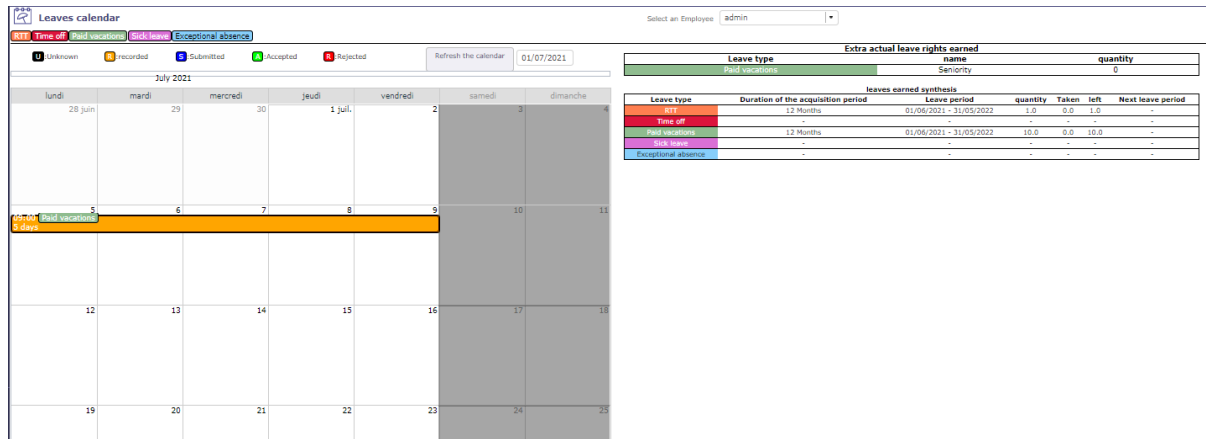 Leaves calendar
Select an Employee admin
RTT Time off Paid vacations Sick leave Exceptional absence
U :Unknown R :recorded S :Submitted A :Accepted R :Rejected Refresh the calendar 01/07/2021
July 2021
lundi mardi mercredi jeudi vendredi samedi dimanche
28 juin 29 30 1 juil. 2 3 4
5 6 7 8 9 10 11
09:00 Paid vacations
5 days
12 13 14 15 16 17 18
19 20 21 22 23 24 25
Extra actual leave rights earned
Leave type name quantity
Paid vacations Seniority 0
leaves earned synthesis
Leave type Duration of the acquisition period Leave period quantity Taken left Next leave period
RTT 12 Months 01/06/2021 - 31/05/2022 1.0 0.0 1.0 -
Time off - - - - - -
Paid vacations 12 Months 01/06/2021 - 31/05/2022 10.0 0.0 10.0 -
Sick leave - - - - - -
Exceptional absence - - - - - -